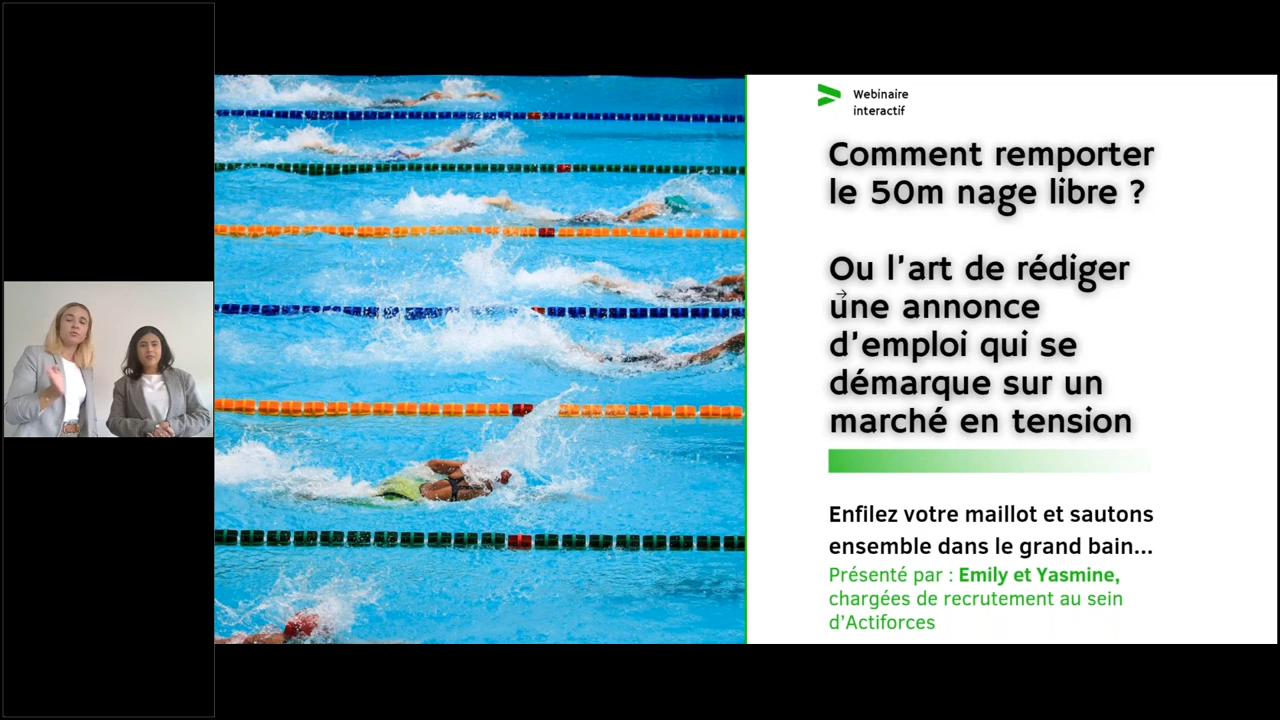 Webinaire
interactif
Comment remporter
le 50m nage libre ?
Ou l'art de rédiger
une annonce
d'emploi qui se
démarque sur un
marché en tension
Enfilez votre maillot et sautons
ensemble dans le grand bain...
Présenté par : Emily et Yasmine,
chargées de recrutement au sein
d'Actiforces